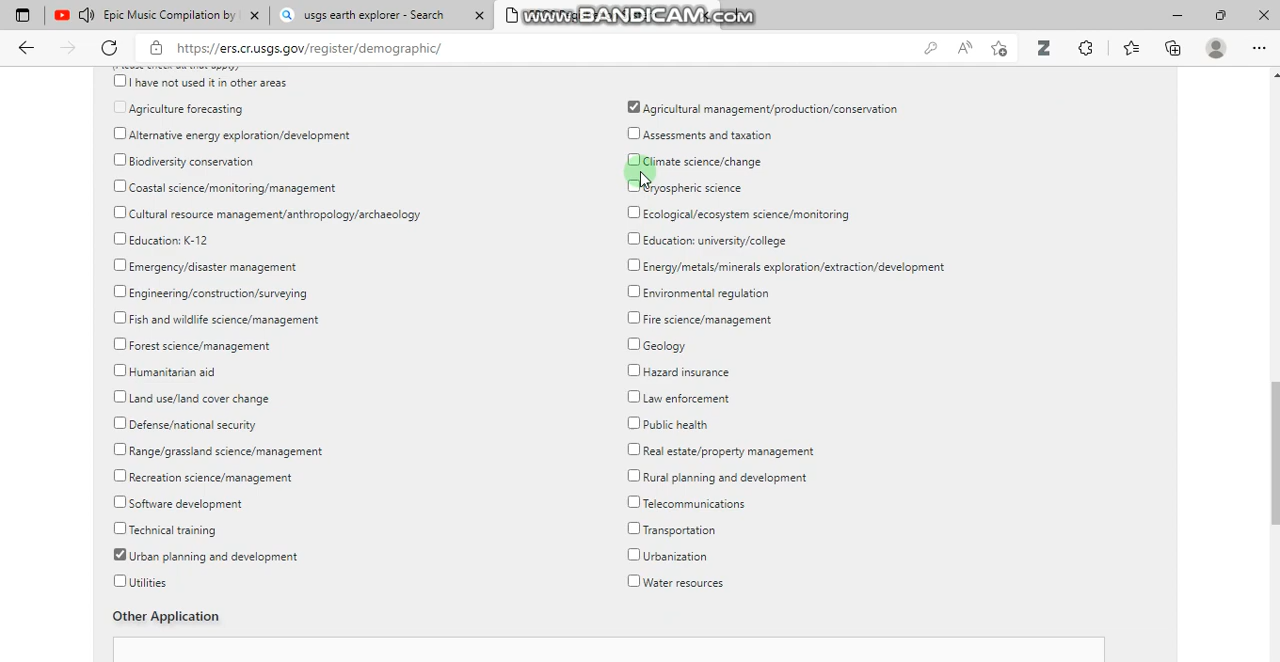 Epic Music Compilation by
usgs earth explorer - Search
www.BANDICAM.com
https://ers.cr.usgs.gov/register/demographic/
I have not used it in other areas
Agriculture forecasting
Agricultural management/production/conservation
Alternative energy exploration/development
Assessments and taxation
Biodiversity conservation
Climate science/change
Coastal science/monitoring/management
Cryospheric science
Cultural resource management/anthropology/archaeology
Ecological/ecosystem science/monitoring
Education: K-12
Education: university/college
Emergency/disaster management
Energy/metals/minerals exploration/extraction/development
Engineering/construction/surveying
Environmental regulation
Fish and wildlife science/management
Fire science/management
Forest science/management
Geology
Humanitarian aid
Hazard insurance
Land use/land cover change
Law enforcement
Defense/national security
Public health
Range/grassland science/management
Real estate/property management
Recreation science/management
Rural planning and development
Software development
Telecommunications
Technical training
Transportation
Urban planning and development
Urbanization
Utilities
Water resources
Other Application